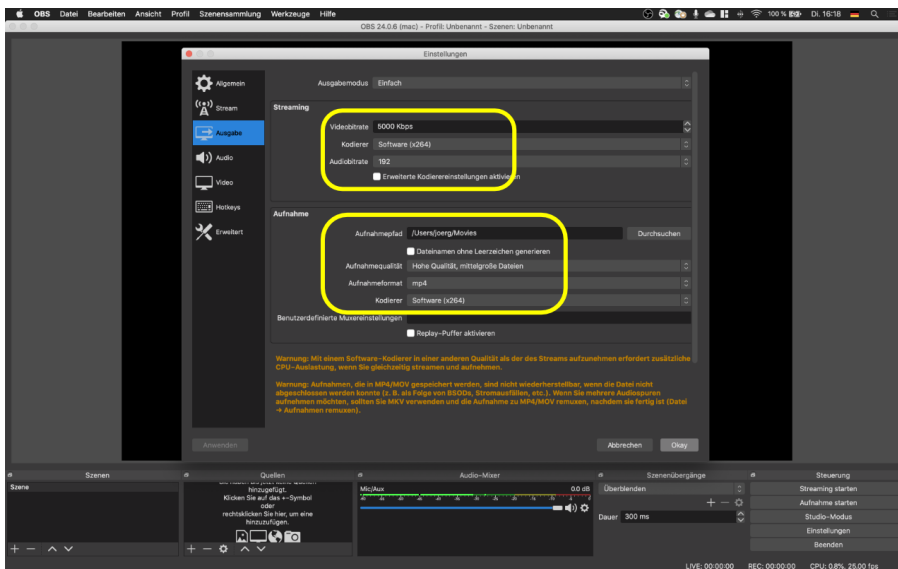 OBS Datei Bearbeiten Ansicht Profil Szenensammlung Werkzeuge Hilfe 100 % Di. 16:18
OBS 24.0.6 (mac) - Profil: Unbenannt - Szenen: Unbenannt
Einstellungen
Allgemein
Stream
Ausgabe
Audio
Video
Hotkeys
Erweitert
Ausgabemodus Einfach
Streaming
Videobitrate 5000 Kbps
Kodierer Software (x264)
Audiobitrate 192
Erweiterte Kodierereinstellungen aktivieren
Aufnahme
Aufnahmepfad /Users/joerg/Movies Durchsuchen
Dateinamen ohne Leerzeichen generieren
Aufnahmequalität Hohe Qualität, mittelgroße Dateien
Aufnahmeformat mp4
Kodierer Software (x264)
Benutzerdefinierte Muxereinstellungen
Replay-Puffer aktivieren
Warnung: Mit einem Software-Kodierer in einer anderen Qualität als der des Streams aufzunehmen erfordert zusätzliche
CPU-Auslastung, wenn Sie gleichzeitig streamen und aufnehmen.
Warnung: Aufnahmen, die in MP4/MOV gespeichert werden, sind nicht wiederherstellbar, wenn die Datei nicht
abgeschlossen werden konnte (z. B. als Folge von BSODs, Stromausfällen, etc.). Wenn Sie mehrere Audiospuren
aufnehmen möchten, sollten Sie MKV verwenden und die Aufnahme zu MP4/MOV remuxen, nachdem sie fertig ist (Datei
→ Aufnahmen remuxen).
Anwenden Abbrechen Okay
Szenen Quellen Audio-Mixer Szenenübergänge Steuerung
Szene
hinzugefügt.
Klicken Sie auf das +-Symbol
oder
rechtsklicken Sie hier, um eine
hinzuzufügen.
Mic/Aux 0.0 dB
Überblenden
Dauer 300 ms
Streaming starten
Aufnahme starten
Studio-Modus
Einstellungen
Beenden
LIVE: 00:00:00 REC: 00:00:00 CPU: 0.8%, 25.00 fps